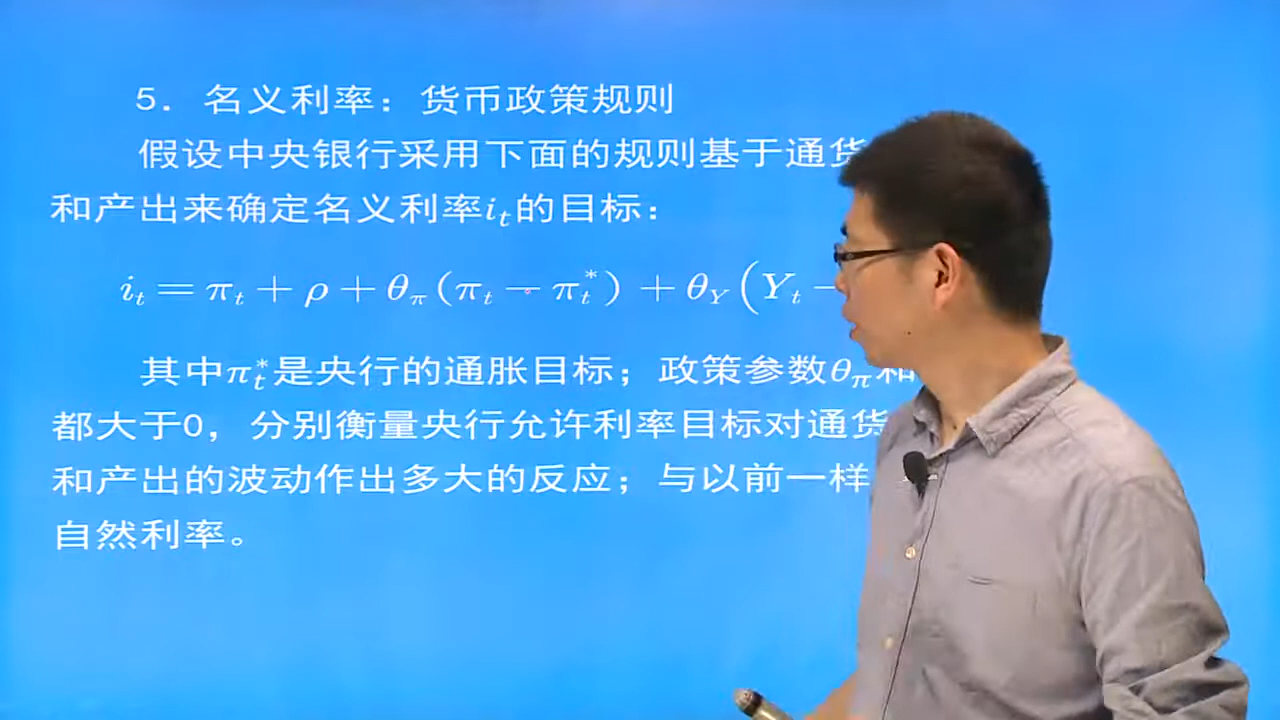 5. 名义利率：货币政策规则
假设中央银行采用下面的规则基于通货
和产出来确定名义利率i_t的目标：
i_t = π_t + ρ + θ_π(π_t − π_t^*) + θ_Y(Y_t −
其中π_t^*是央行的通胀目标；政策参数θ_π和
都大于0，分别衡量央行允许利率目标对通货
和产出的波动作出多大的反应；与以前一样
自然利率。